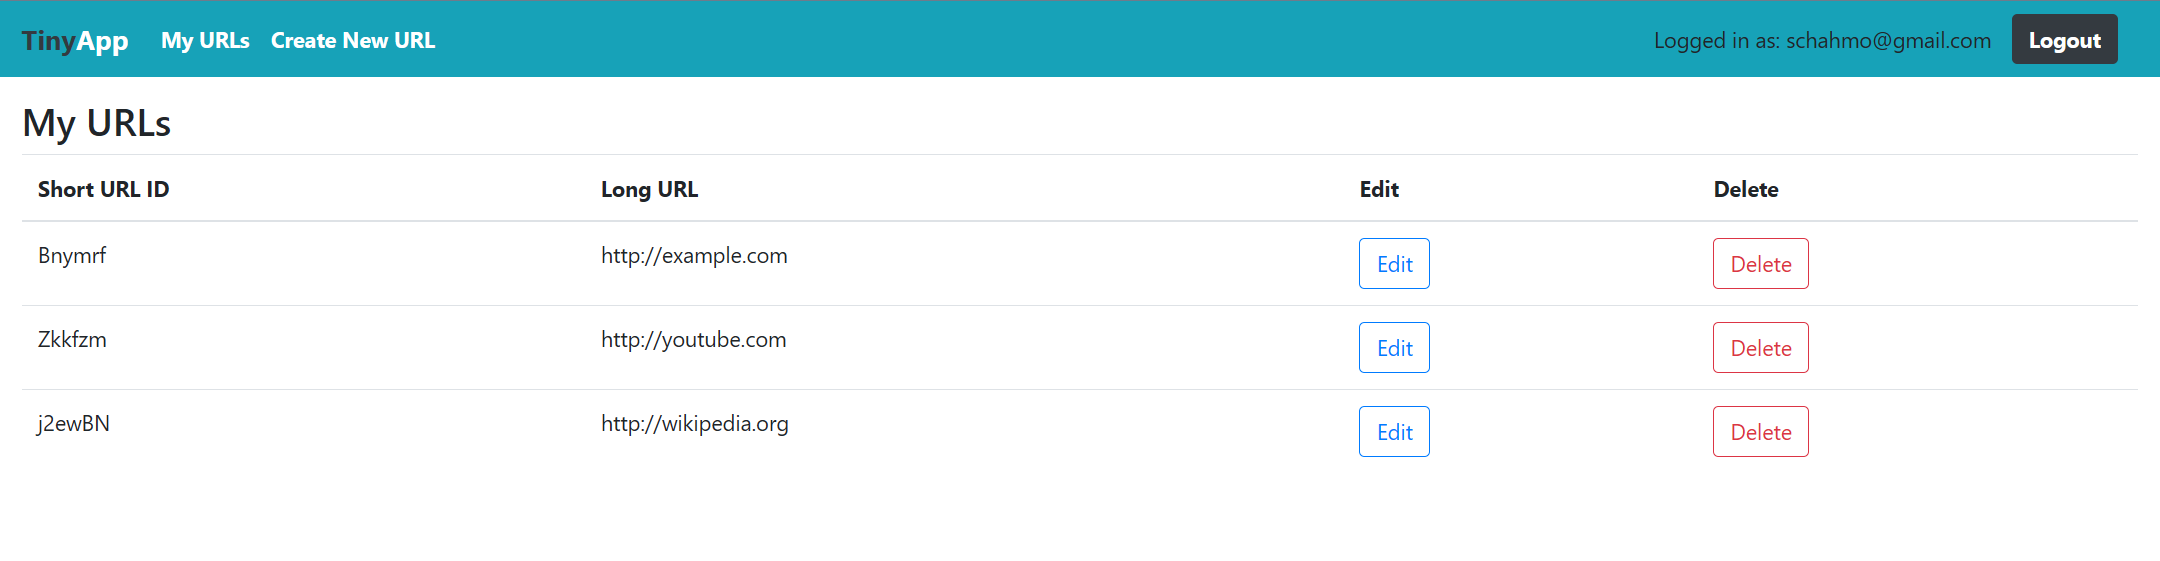 TinyApp My URLs Create New URL Logged in as: schahmo@gmail.com Logout
My URLs
Short URL ID Long URL Edit Delete
Bnymrf http://example.com Edit Delete
Zkkfzm http://youtube.com Edit Delete
j2ewBN http://wikipedia.org Edit Delete